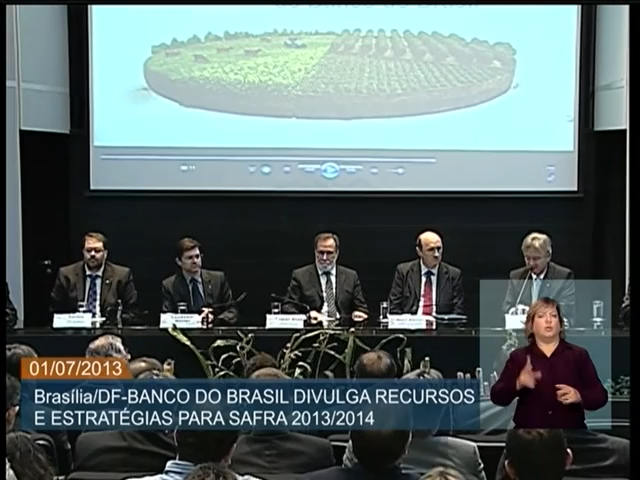 01/07/2013
Brasília/DF-BANCO DO BRASIL DIVULGA RECURSOS
E ESTRATÉGIAS PARA SAFRA 2013/2014